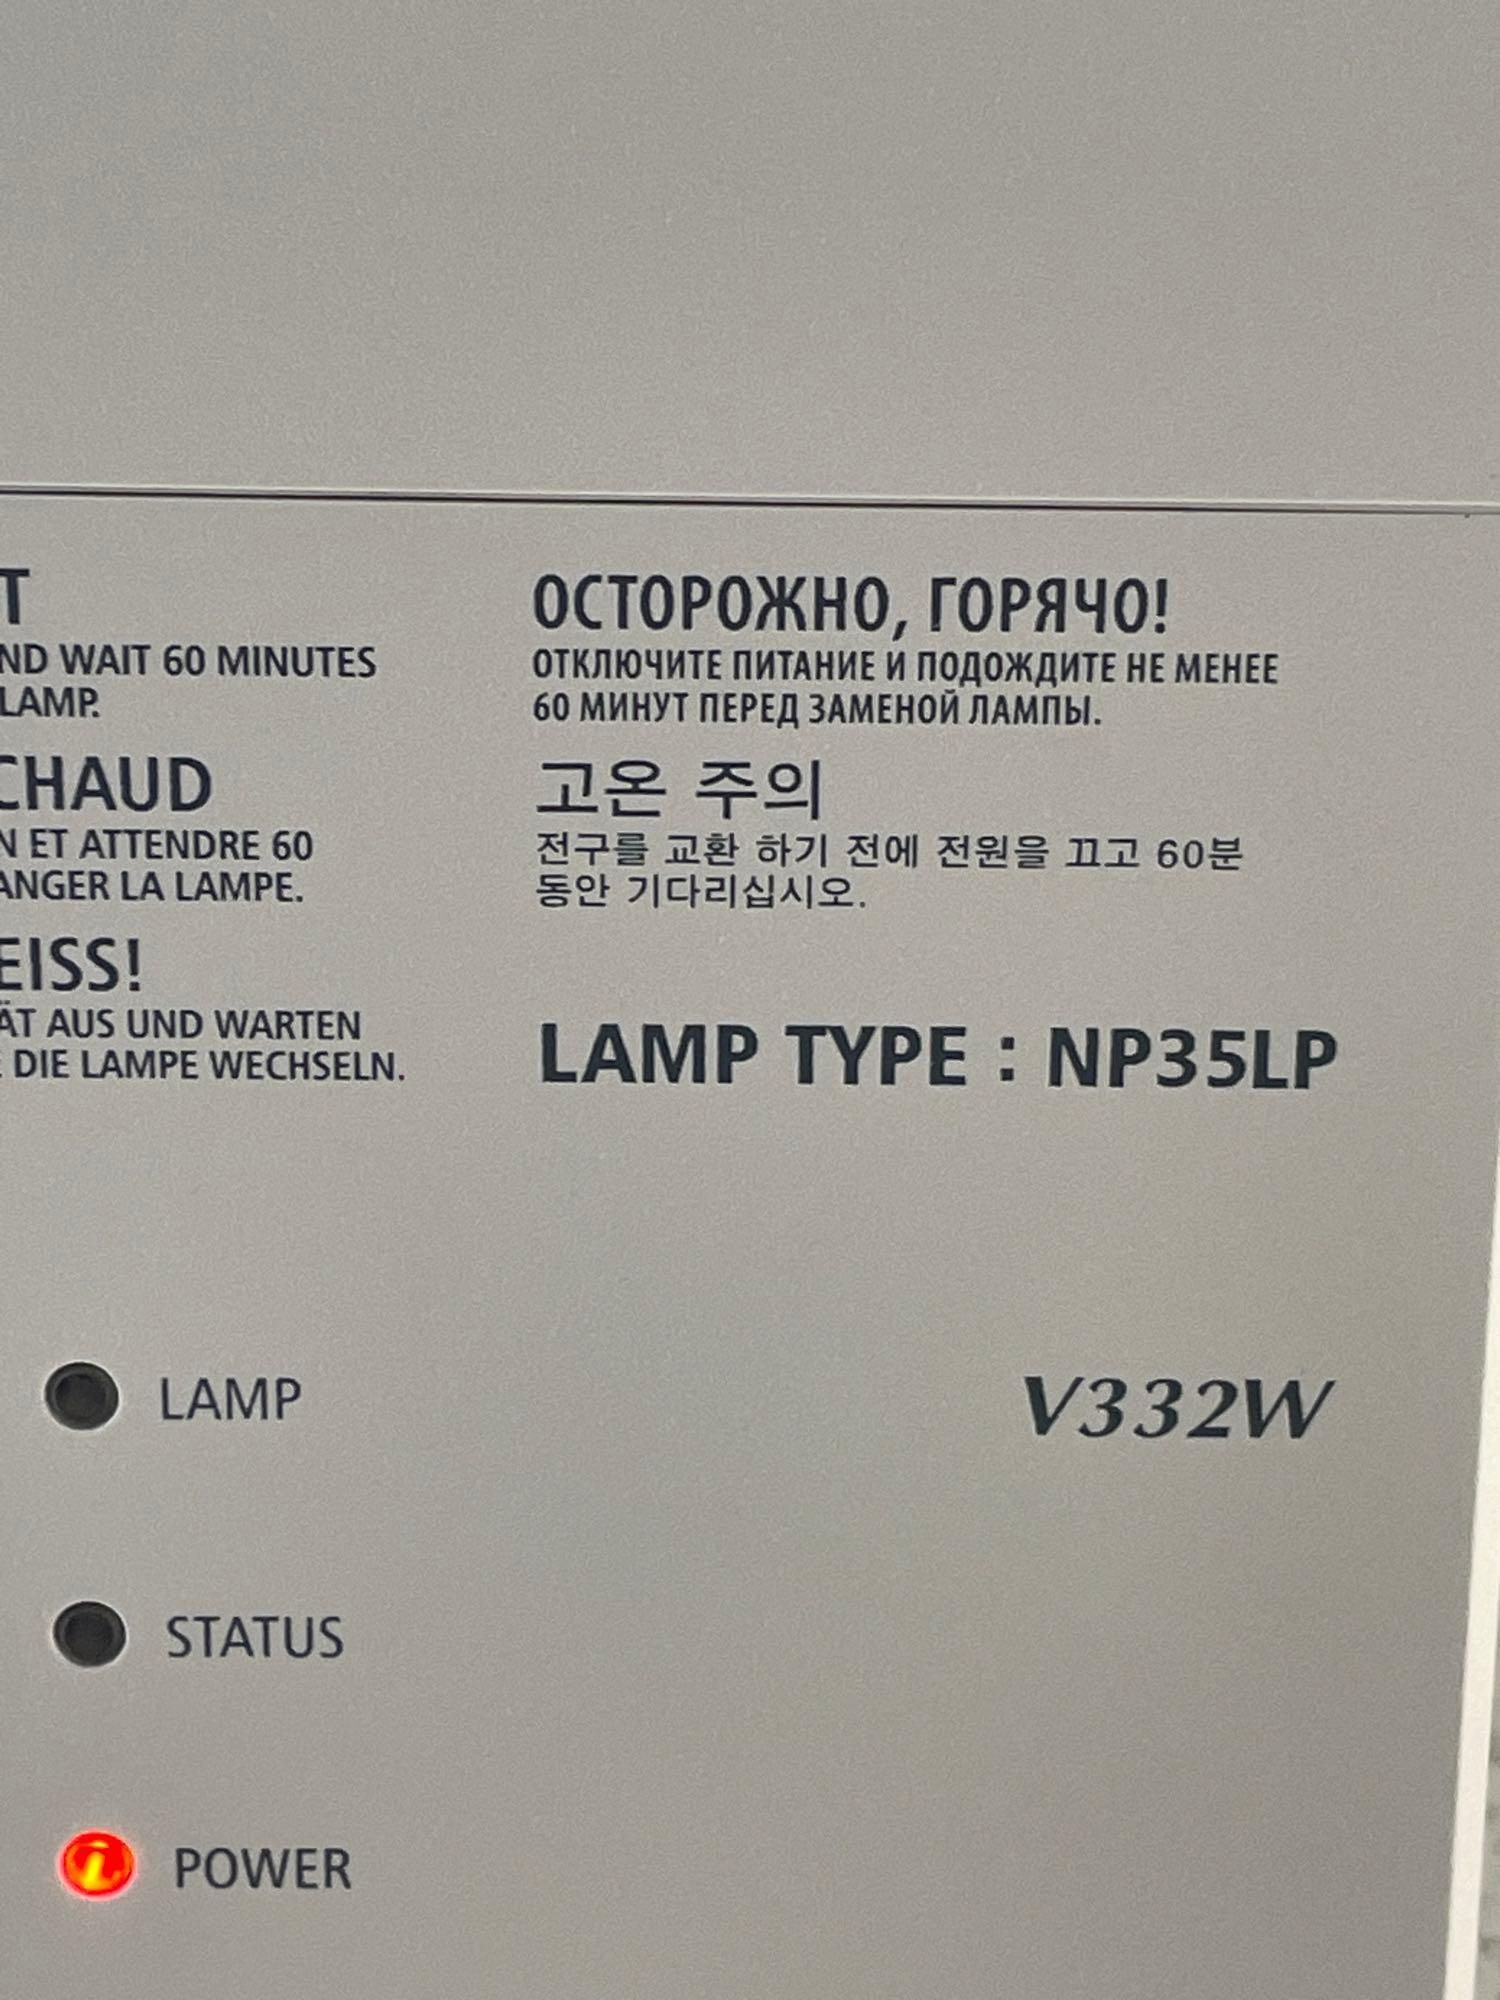 T
ND WAIT 60 MINUTES
LAMP.
CHAUD
N ET ATTENDRE 60
ANGER LA LAMPE.
EISS!
ÄT AUS UND WARTEN
E DIE LAMPE WECHSELN.
ОСТОРОЖНО, ГОРЯЧО!
ОТКЛЮЧИТЕ ПИТАНИЕ И ПОДОЖДИТЕ НЕ МЕНЕЕ
60 МИНУТ ПЕРЕД ЗАМЕНОЙ ЛАМПЫ.
고온 주의
전구를 교환 하기 전에 전원을 끄고 60분
동안 기다리십시오.
LAMP TYPE : NP35LP
LAMP
V332W
STATUS
POWER